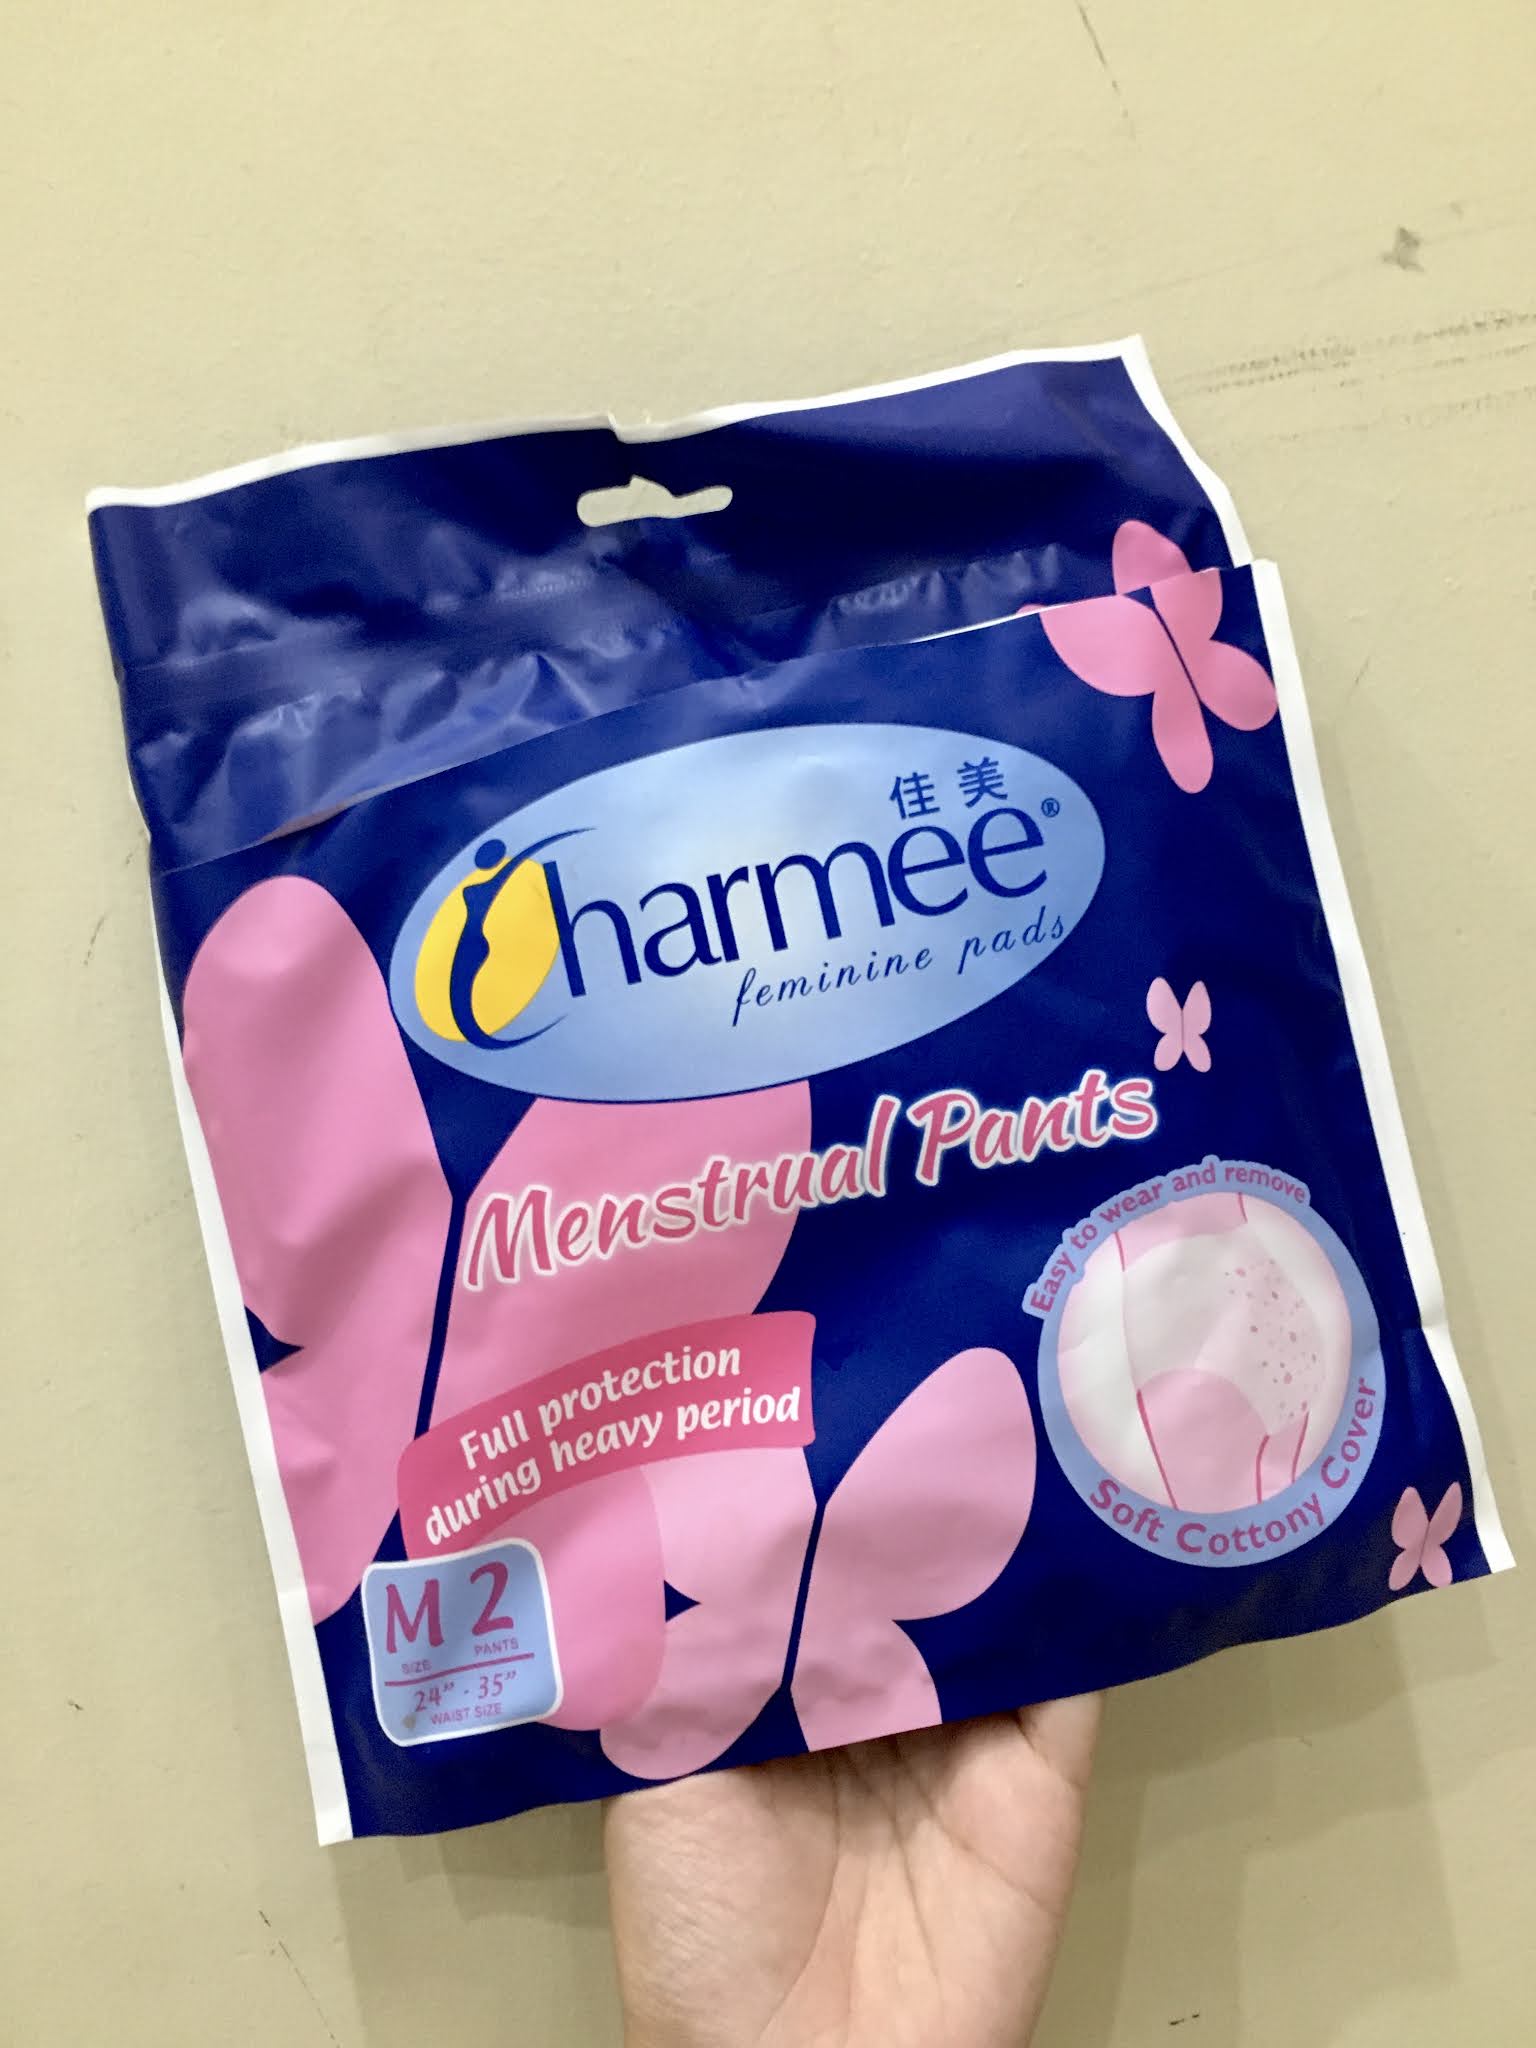 佳美
Charmee®
feminine pads
Menstrual Pants
Easy to wear and remove
Soft Cottony Cover
Full protection
during heavy period
M 2
SIZE PANTS
24" - 35"
WAIST SIZE